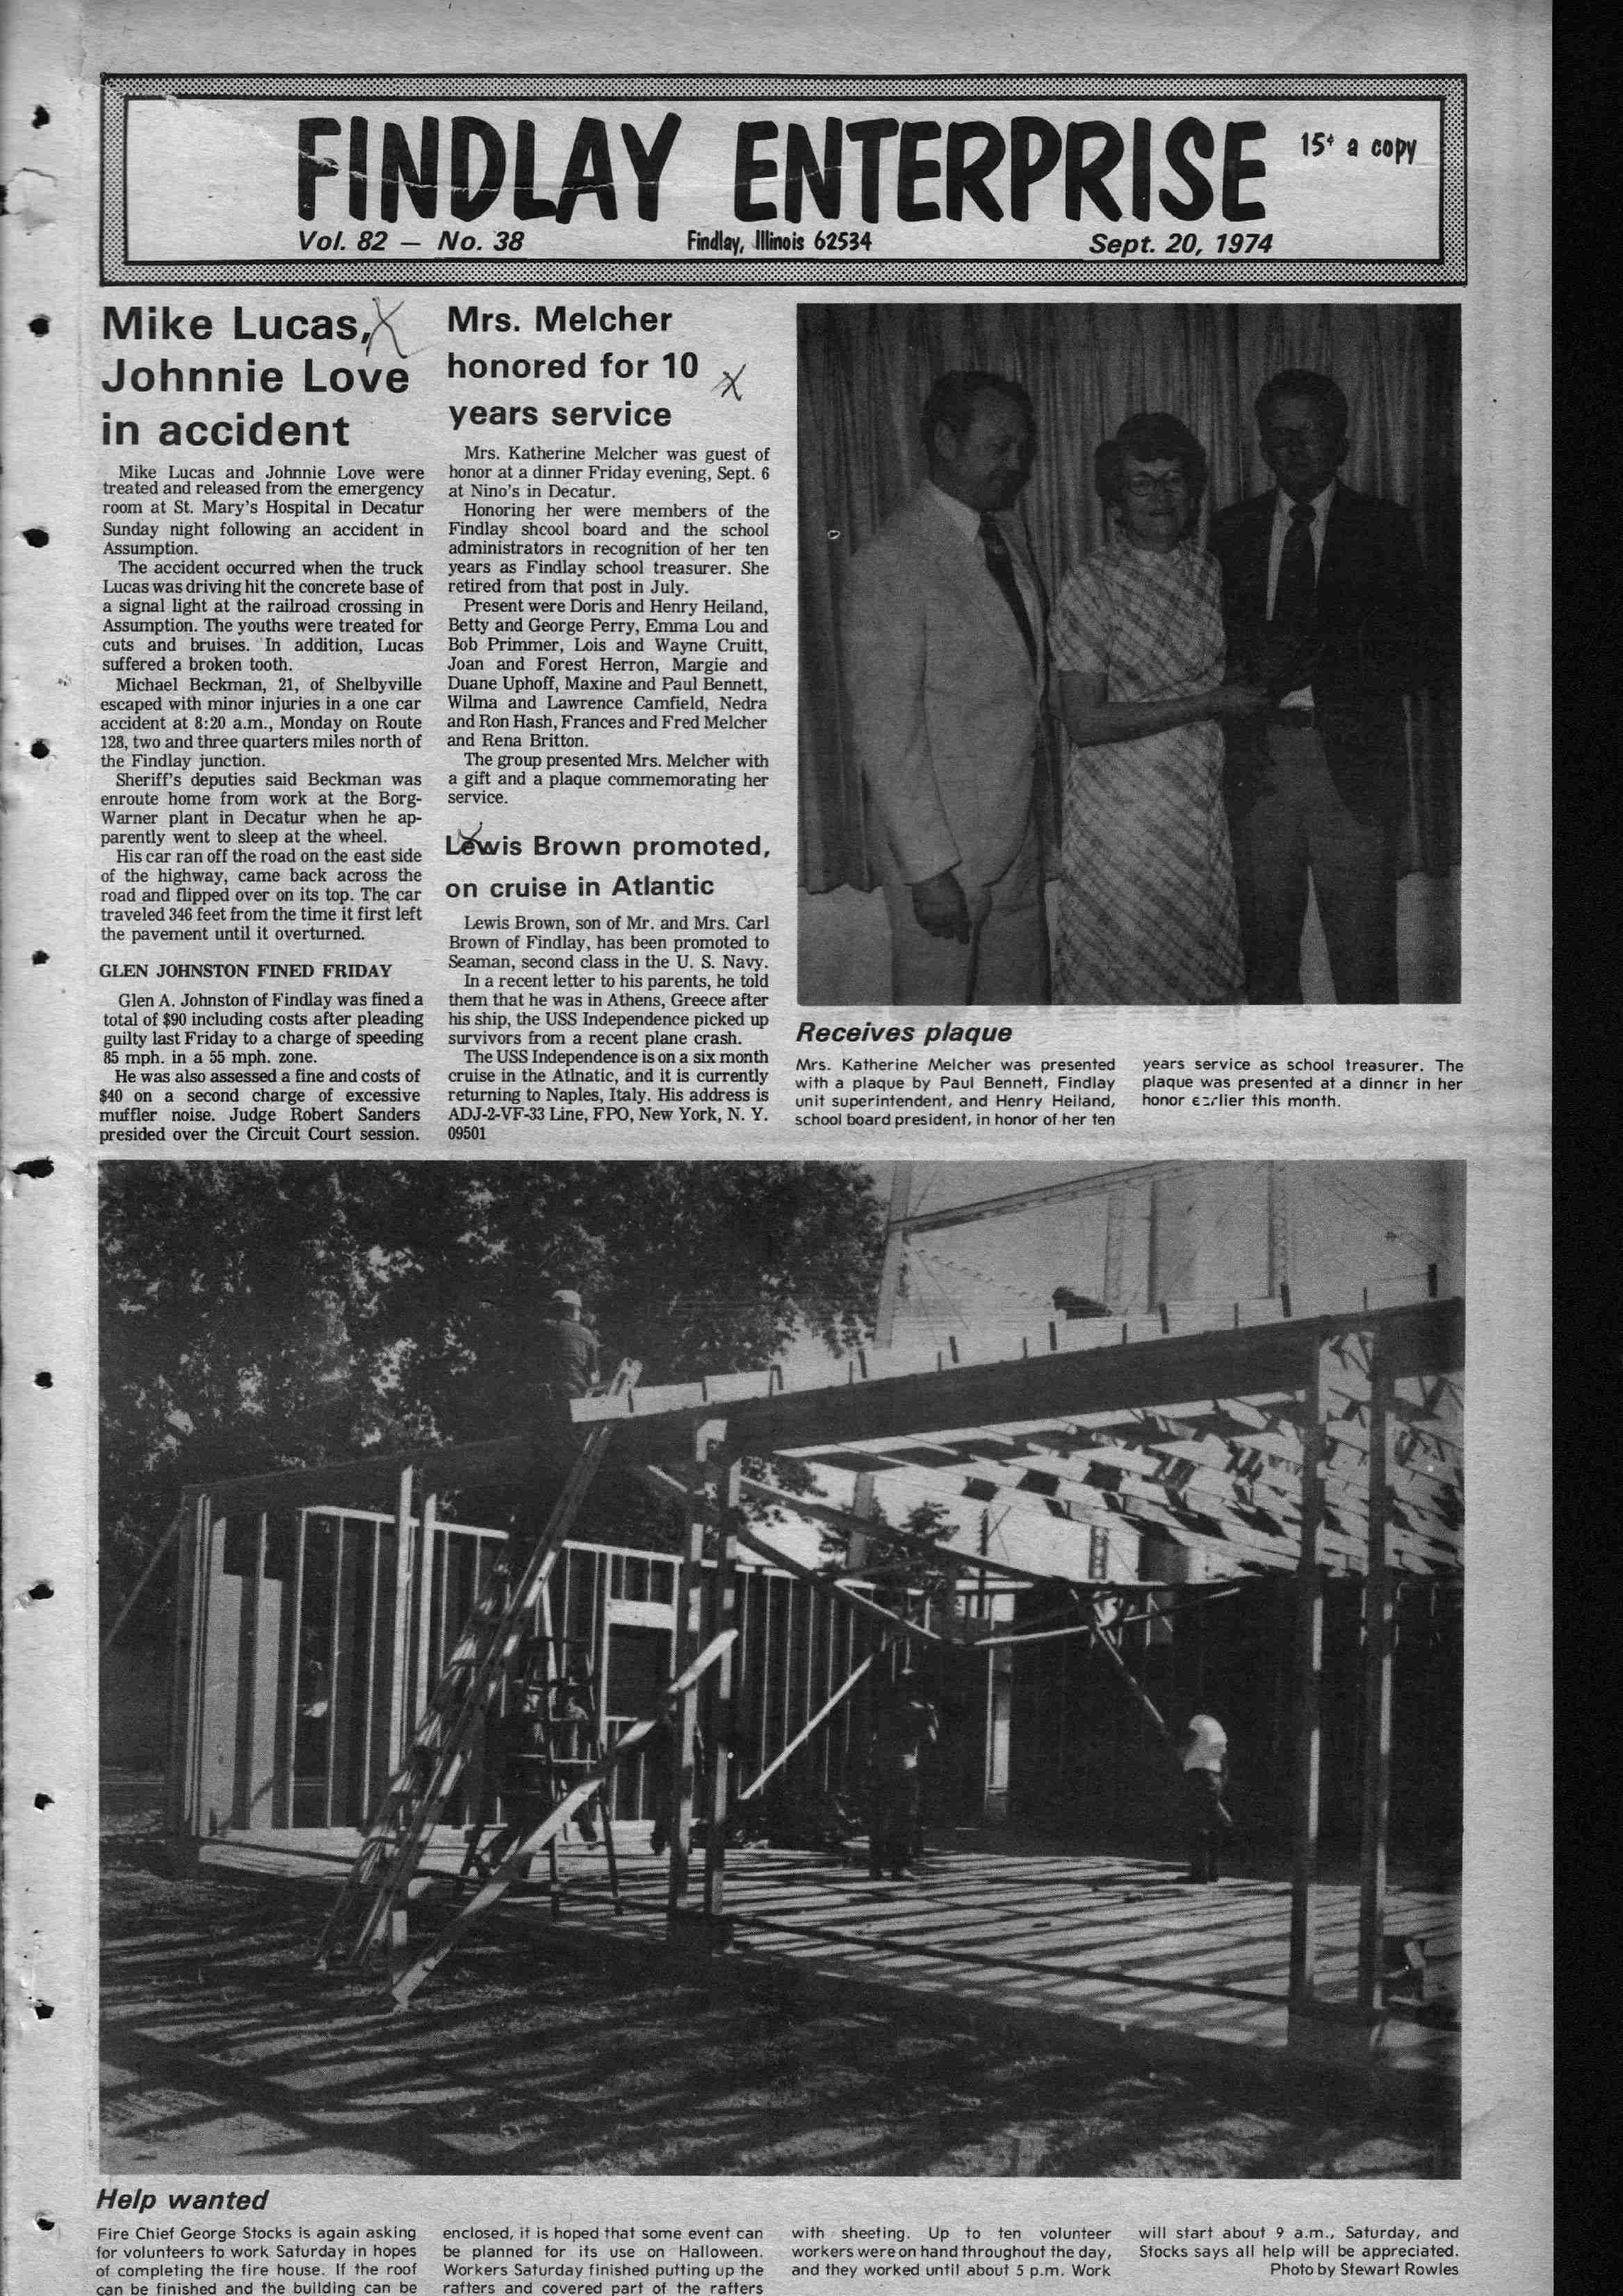 FINDLAY ENTERPRISE
15¢ a copy
Vol. 82 — No. 38
Findlay, Illinois 62534
Sept. 20, 1974
Mike Lucas,
Johnnie Love
in accident
Mike Lucas and Johnnie Love were
treated and released from the emergency
room at St. Mary's Hospital in Decatur
Sunday night following an accident in
Assumption.
The accident occurred when the truck
Lucas was driving hit the concrete base of
a signal light at the railroad crossing in
Assumption. The youths were treated for
cuts and bruises. In addition, Lucas
suffered a broken tooth.
Michael Beckman, 21, of Shelbyville
escaped with minor injuries in a one car
accident at 8:20 a.m., Monday on Route
128, two and three quarters miles north of
the Findlay junction.
Sheriff's deputies said Beckman was
enroute home from work at the Borg-
Warner plant in Decatur when he ap-
parently went to sleep at the wheel.
His car ran off the road on the east side
of the highway, came back across the
road and flipped over on its top. The car
traveled 346 feet from the time it first left
the pavement until it overturned.
GLEN JOHNSTON FINED FRIDAY
Glen A. Johnston of Findlay was fined a
total of $90 including costs after pleading
guilty last Friday to a charge of speeding
85 mph. in a 55 mph. zone.
He was also assessed a fine and costs of
$40 on a second charge of excessive
muffler noise. Judge Robert Sanders
presided over the Circuit Court session.
Mrs. Melcher
honored for 10
years service
Mrs. Katherine Melcher was guest of
honor at a dinner Friday evening, Sept. 6
at Nino's in Decatur.
Honoring her were members of the
Findlay shcool board and the school
administrators in recognition of her ten
years as Findlay school treasurer. She
retired from that post in July.
Present were Doris and Henry Heiland,
Betty and George Perry, Emma Lou and
Bob Primmer, Lois and Wayne Cruitt,
Joan and Forest Herron, Margie and
Duane Uphoff, Maxine and Paul Bennett,
Wilma and Lawrence Camfield, Nedra
and Ron Hash, Frances and Fred Melcher
and Rena Britton.
The group presented Mrs. Melcher with
a gift and a plaque commemorating her
service.
Lewis Brown promoted,
on cruise in Atlantic
Lewis Brown, son of Mr. and Mrs. Carl
Brown of Findlay, has been promoted to
Seaman, second class in the U. S. Navy.
In a recent letter to his parents, he told
them that he was in Athens, Greece after
his ship, the USS Independence picked up
survivors from a recent plane crash.
The USS Independence is on a six month
cruise in the Atlnatic, and it is currently
returning to Naples, Italy. His address is
ADJ-2-VF-33 Line, FPO, New York, N. Y.
09501
Receives plaque
Mrs. Katherine Melcher was presented
with a plaque by Paul Bennett, Findlay
unit superintendent, and Henry Heiland,
school board president, in honor of her ten
years service as school treasurer. The
plaque was presented at a dinner in her
honor earlier this month.
Help wanted
Fire Chief George Stocks is again asking
for volunteers to work Saturday in hopes
of completing the fire house. If the roof
can be finished and the building can be
enclosed, it is hoped that some event can
be planned for its use on Halloween.
Workers Saturday finished putting up the
rafters and covered part of the rafters
with sheeting. Up to ten volunteer
workers were on hand throughout the day,
and they worked until about 5 p.m. Work
will start about 9 a.m., Saturday, and
Stocks says all help will be appreciated.
Photo by Stewart Rowles